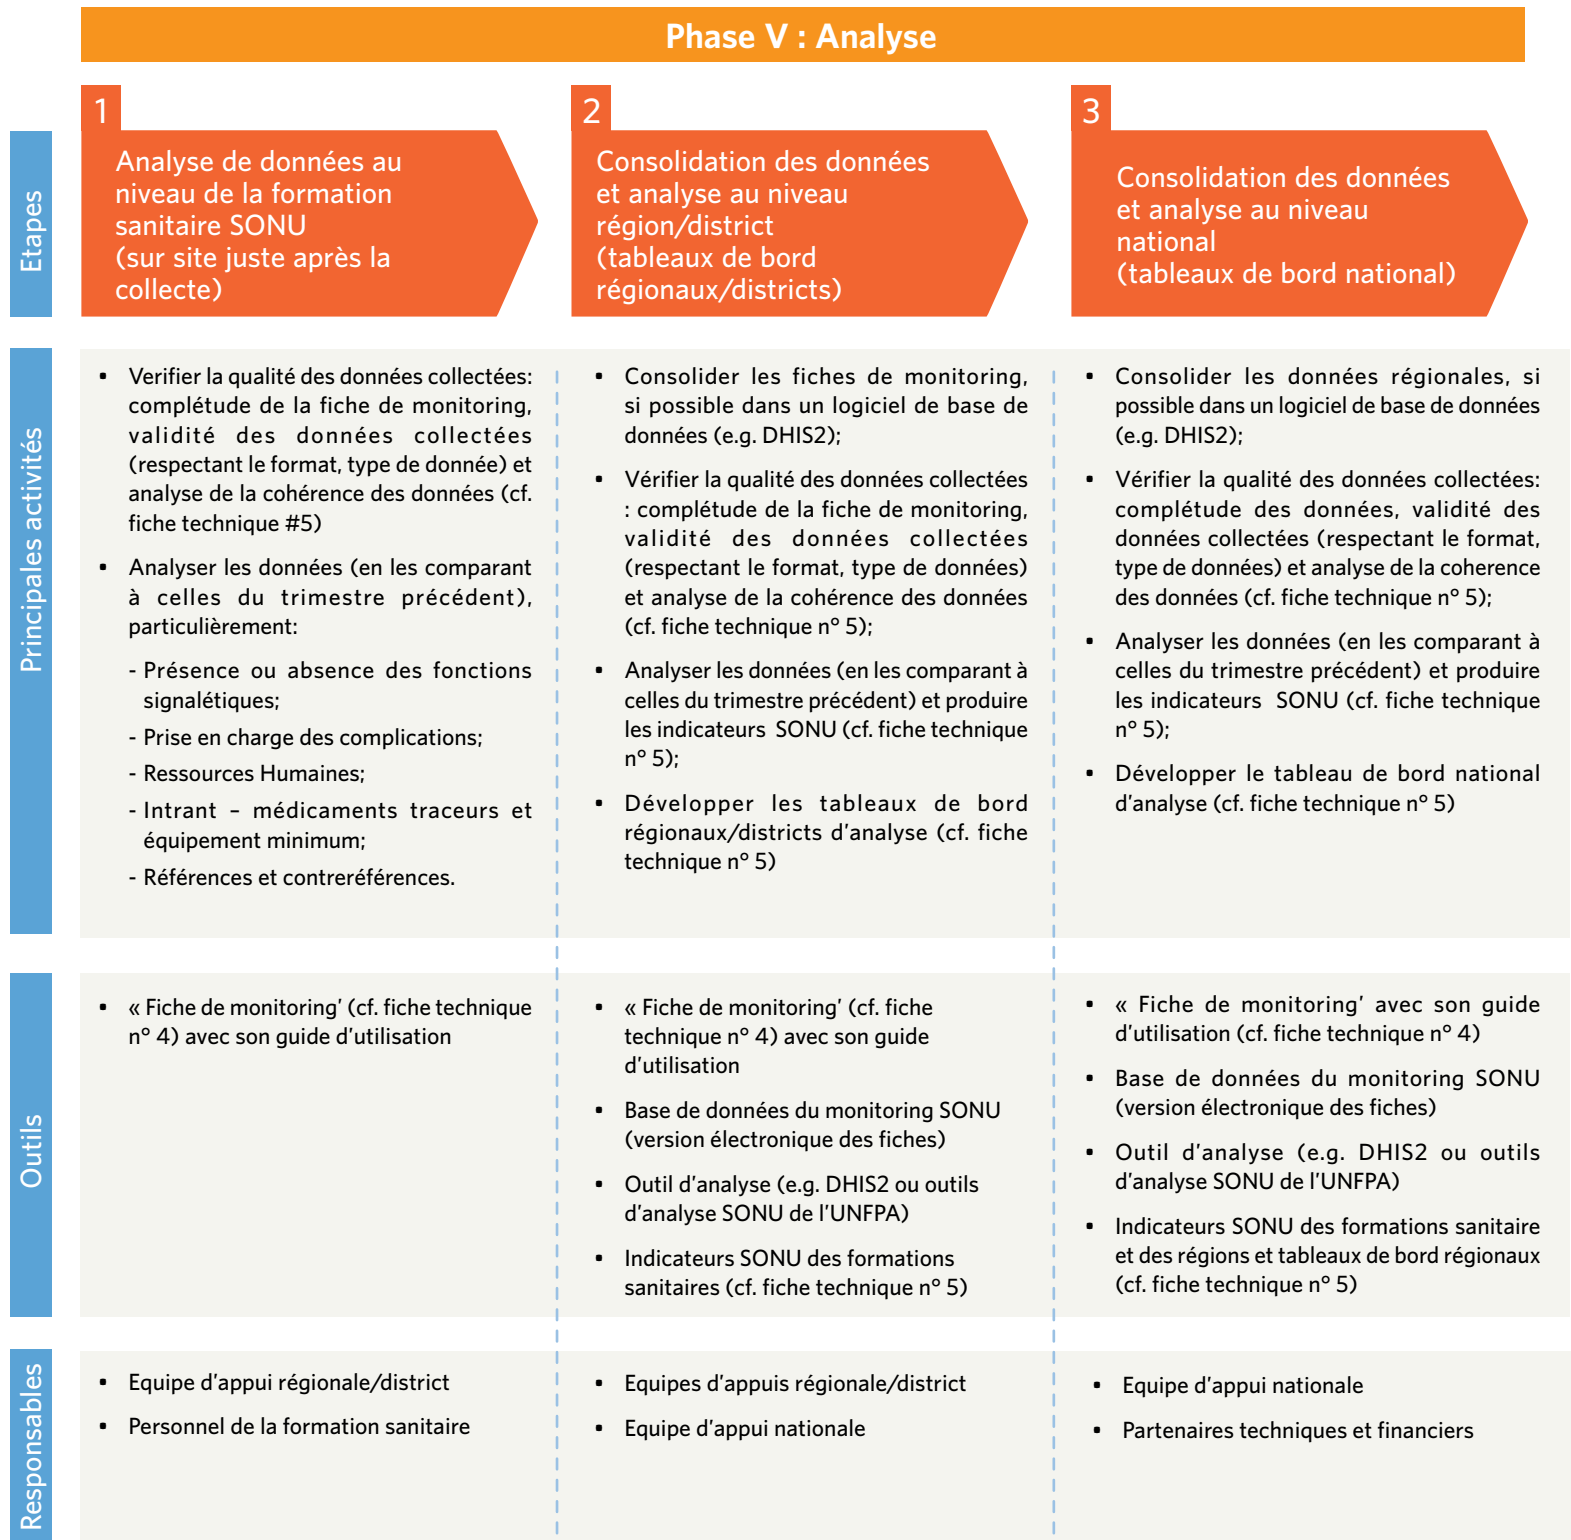 Phase V : Analyse
Etapes
1
Analyse de données au
niveau de la formation
sanitaire SONU
(sur site juste après la
collecte)
2
Consolidation des données
et analyse au niveau
région/district
(tableaux de bord
régionaux/districts)
3
Consolidation des données
et analyse au niveau
national
(tableaux de bord national)
Principales activités
• Verifier la qualité des données collectées:
complétude de la fiche de monitoring,
validité des données collectées
(respectant le format, type de donnée) et
analyse de la cohérence des données (cf.
fiche technique #5)
• Analyser les données (en les comparant
à celles du trimestre précédent),
particulièrement:
- Présence ou absence des fonctions
signalétiques;
- Prise en charge des complications;
- Ressources Humaines;
- Intrant – médicaments traceurs et
équipement minimum;
- Références et contreréférences.
• Consolider les fiches de monitoring,
si possible dans un logiciel de base de
données (e.g. DHIS2);
• Vérifier la qualité des données collectées
: complétude de la fiche de monitoring,
validité des données collectées
(respectant le format, type de données)
et analyse de la cohérence des données
(cf. fiche technique n° 5);
• Analyser les données (en les comparant à
celles du trimestre précédent) et produire
les indicateurs SONU (cf. fiche technique
n° 5);
• Développer les tableaux de bord
régionaux/districts d'analyse (cf. fiche
technique n° 5)
• Consolider les données régionales, si
possible dans un logiciel de base de données
(e.g. DHIS2);
• Vérifier la qualité des données collectées:
complétude des données, validité des
données collectées (respectant le format,
type de données) et analyse de la coherence
des données (cf. fiche technique n° 5);
• Analyser les données (en les comparant à
celles du trimestre précédent) et produire
les indicateurs SONU (cf. fiche technique
n° 5);
• Développer le tableau de bord national
d'analyse (cf. fiche technique n° 5)
Outils
• « Fiche de monitoring’ (cf. fiche technique
n° 4) avec son guide d’utilisation
• « Fiche de monitoring’ (cf. fiche
technique n° 4) avec son guide
d’utilisation
• Base de données du monitoring SONU
(version électronique des fiches)
• Outil d’analyse (e.g. DHIS2 ou outils
d’analyse SONU de l’UNFPA)
• Indicateurs SONU des formations
sanitaires (cf. fiche technique n° 5)
• « Fiche de monitoring’ avec son guide
d’utilisation (cf. fiche technique n° 4)
• Base de données du monitoring SONU
(version électronique des fiches)
• Outil d’analyse (e.g. DHIS2 ou outils
d’analyse SONU de l’UNFPA)
• Indicateurs SONU des formations sanitaire
et des régions et tableaux de bord régionaux
(cf. fiche technique n° 5)
Responsables
• Equipe d’appui régionale/district
• Personnel de la formation sanitaire
• Equipes d’appuis régionale/district
• Equipe d’appui nationale
• Equipe d’appui nationale
• Partenaires techniques et financiers